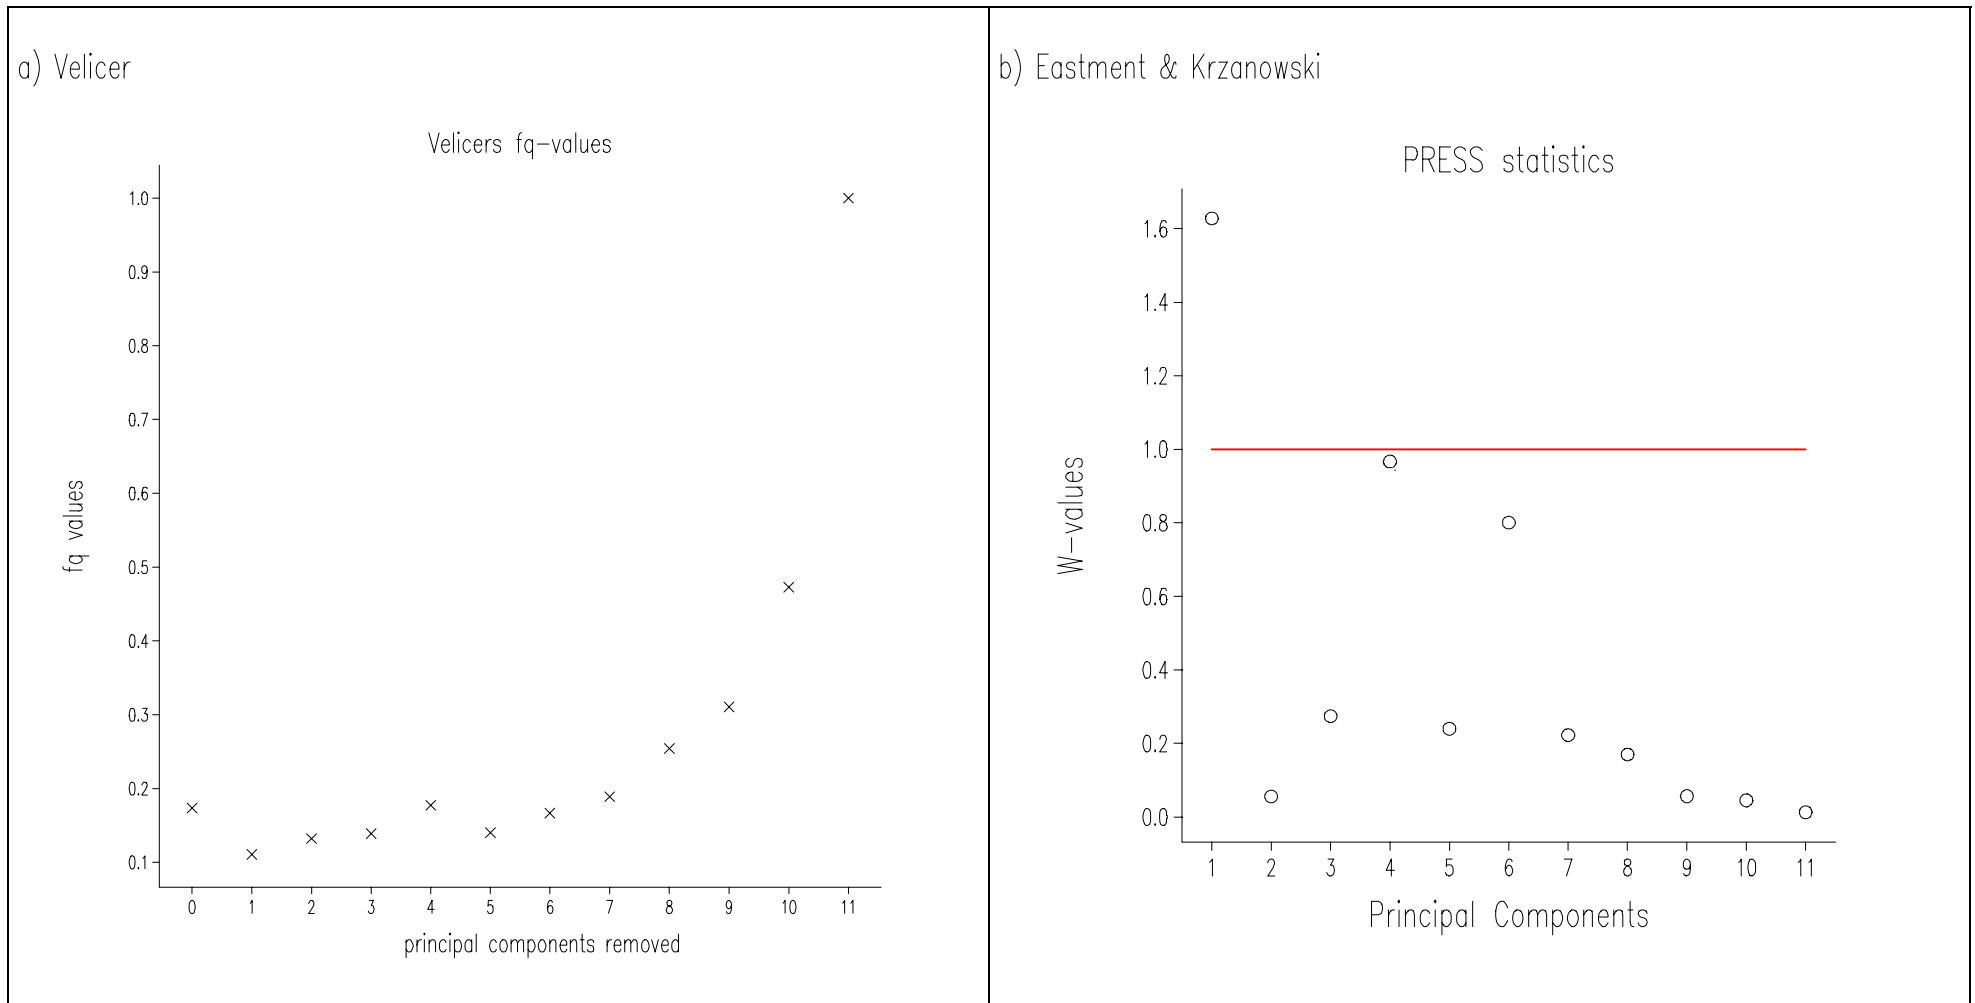 a) Velicer
Velicers fq-values
1.0
0.9
0.8
0.7
0.6
0.5
0.4
0.3
0.2
0.1
fq values
0 1 2 3 4 5 6 7 8 9 10 11
principal components removed
b) Eastment & Krzanowski
PRESS statistics
1.6
1.4
1.2
1.0
0.8
0.6
0.4
0.2
0.0
W-values
1 2 3 4 5 6 7 8 9 10 11
Principal Components